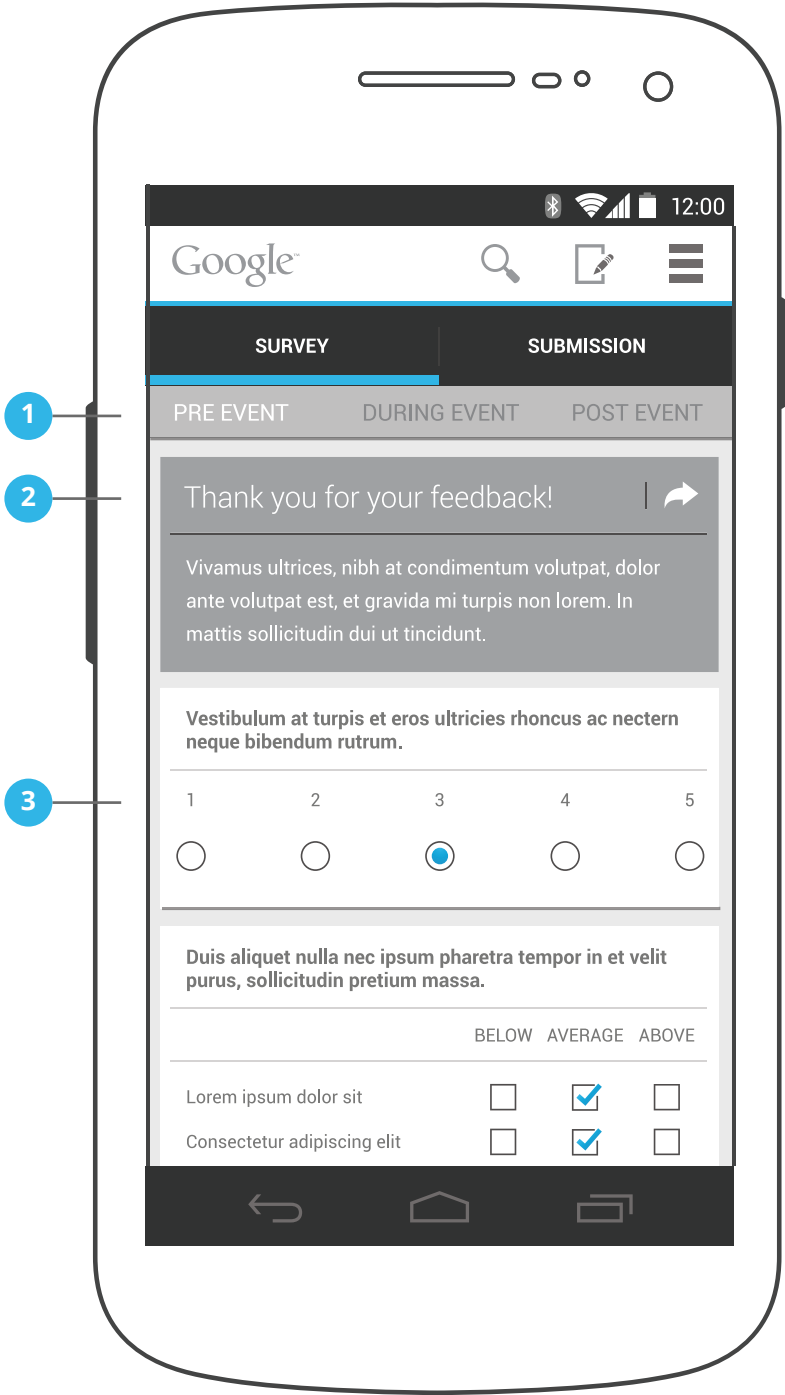 12:00
Google™
SURVEY SUBMISSION
1
PRE EVENT DURING EVENT POST EVENT
2
Thank you for your feedback!
Vivamus ultrices, nibh at condimentum volutpat, dolor
ante volutpat est, et gravida mi turpis non lorem. In
mattis sollicitudin dui ut tincidunt.
Vestibulum at turpis et eros ultricies rhoncus ac nectern
neque bibendum rutrum.
3
1 2 3 4 5
Duis aliquet nulla nec ipsum pharetra tempor in et velit
purus, sollicitudin pretium massa.
BELOW AVERAGE ABOVE
Lorem ipsum dolor sit
Consectetur adipiscing elit